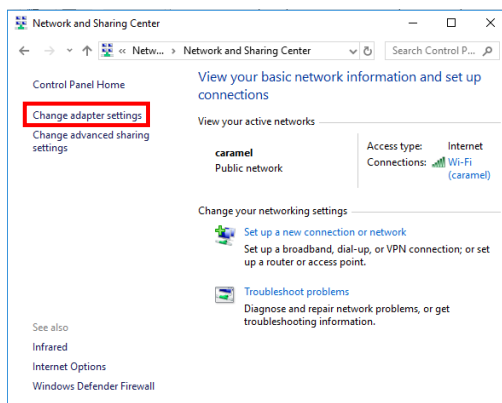 Network and Sharing Center
« Netw... › Network and Sharing Center
Search Control P...
Control Panel Home
Change adapter settings
Change advanced sharing
settings
See also
Infrared
Internet Options
Windows Defender Firewall
View your basic network information and set up
connections
View your active networks
caramel
Public network
Access type: Internet
Connections: Wi-Fi
(caramel)
Change your networking settings
Set up a new connection or network
Set up a broadband, dial-up, or VPN connection; or set
up a router or access point.
Troubleshoot problems
Diagnose and repair network problems, or get
troubleshooting information.